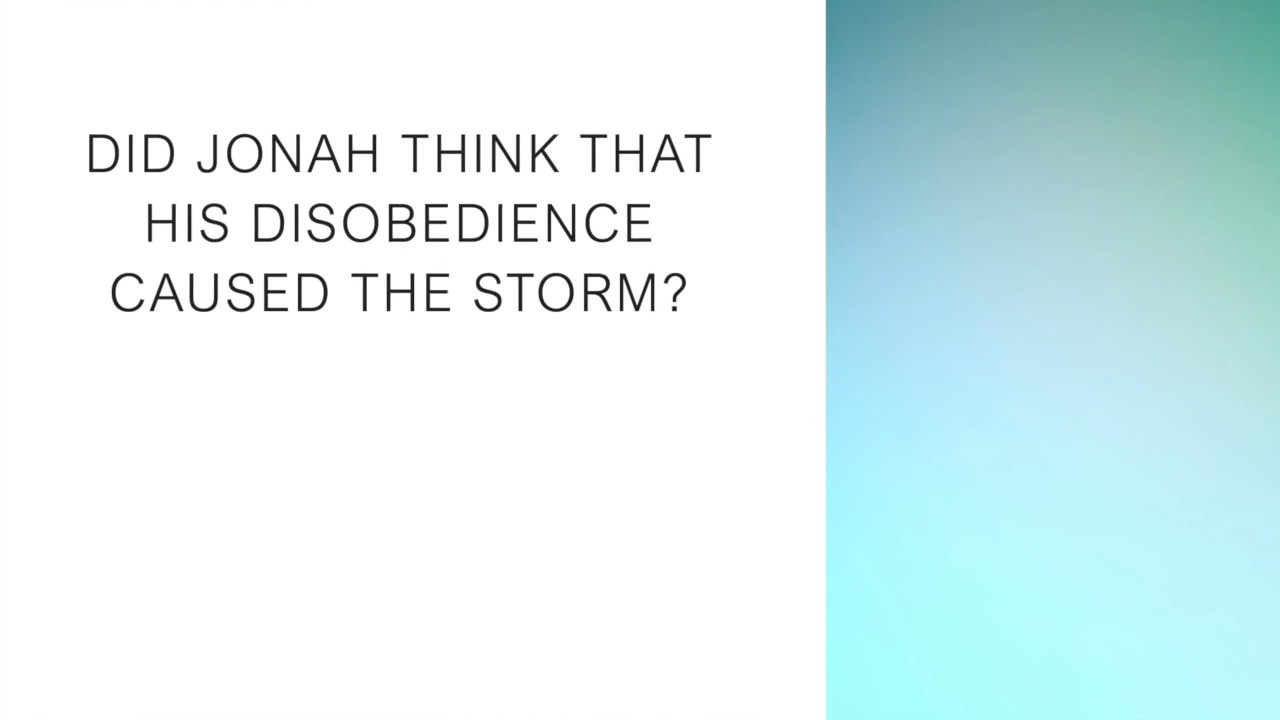 DID JONAH THINK THAT
HIS DISOBEDIENCE
CAUSED THE STORM?